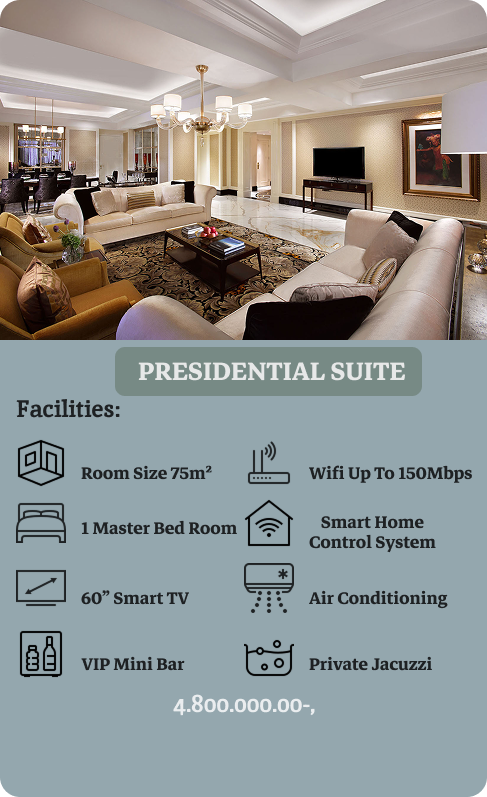 PRESIDENTIAL SUITE
Facilities:
Room Size 75m²
Wifi Up To 150Mbps
1 Master Bed Room
Smart Home
Control System
60” Smart TV
Air Conditioning
VIP Mini Bar
Private Jacuzzi
4.800.000.00-,